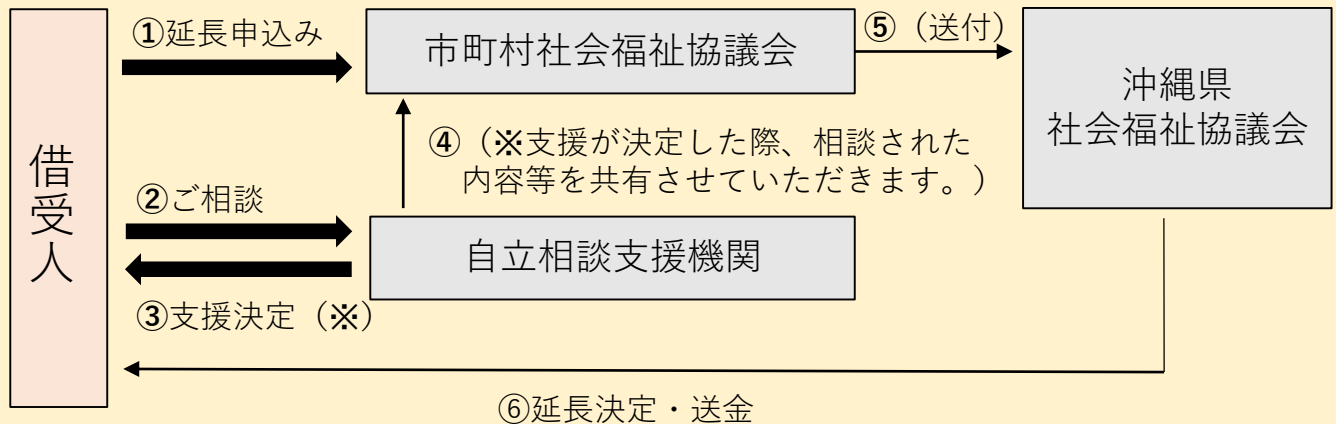 ①延長申込み
市町村社会福祉協議会
⑤（送付）
沖縄県
社会福祉協議会
借受人
④（※支援が決定した際、相談された
内容等を共有させていただきます。）
②ご相談
自立相談支援機関
③支援決定（※）
⑥延長決定・送金